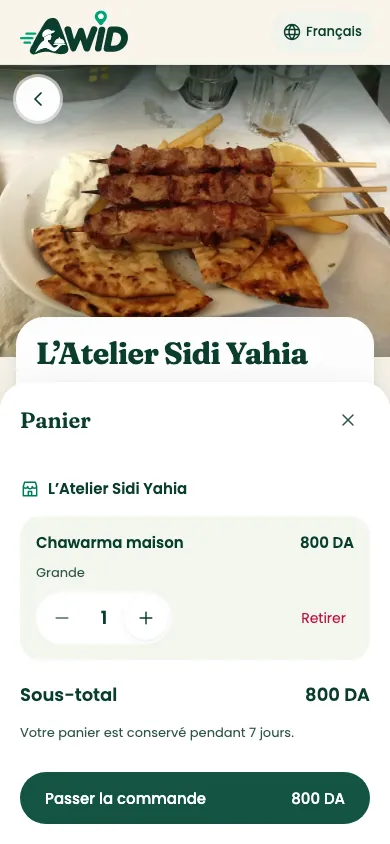 AWID
Français
L’Atelier Sidi Yahia
Panier
L’Atelier Sidi Yahia
Chawarma maison 800 DA
Grande
1
Retirer
Sous-total 800 DA
Votre panier est conservé pendant 7 jours.
Passer la commande 800 DA